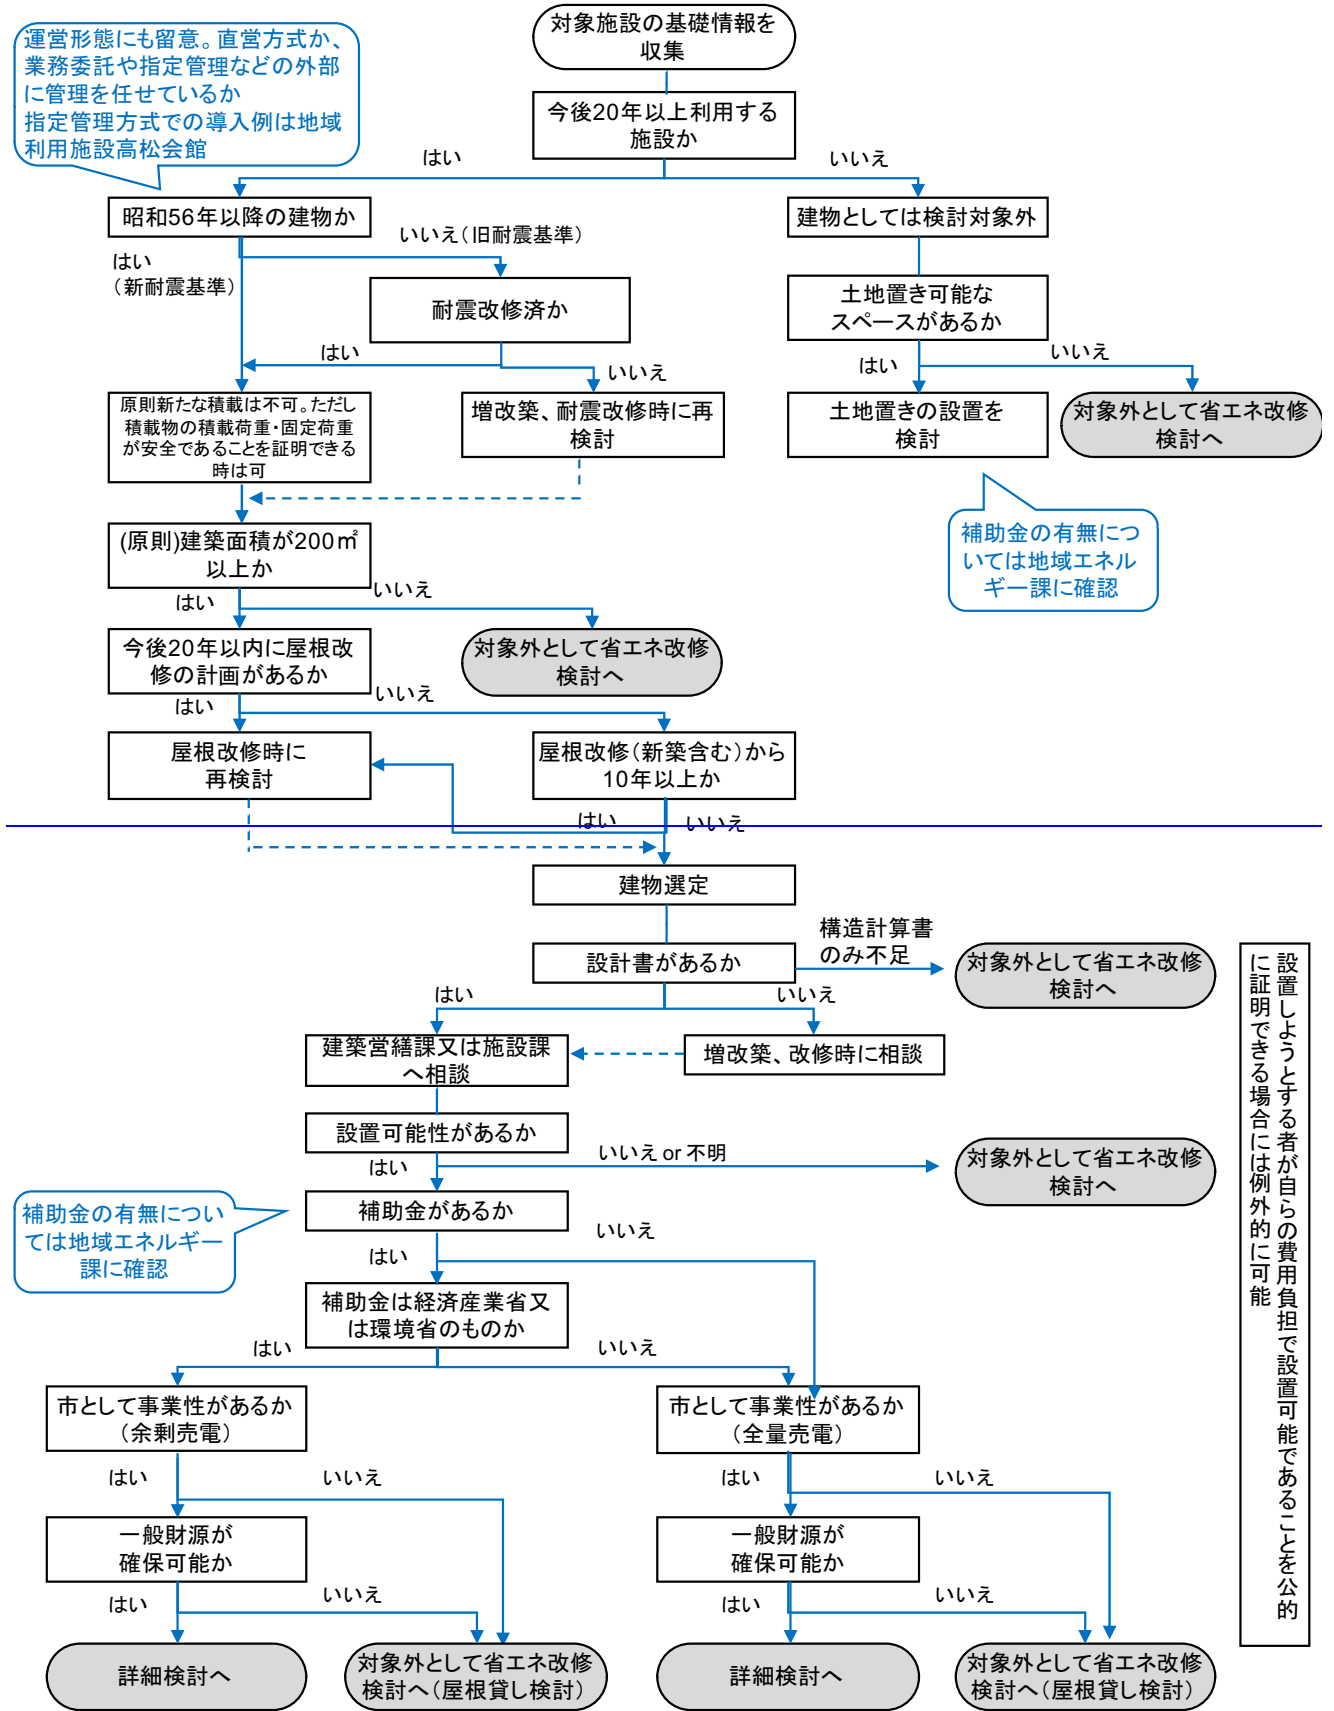 対象施設の基礎情報を
収集
運営形態にも留意。直営方式か、
業務委託や指定管理などの外部
に管理を任せているか
指定管理方式での導入例は地域
利用施設高松会館
今後20年以上利用する
施設か
はい
いいえ
昭和56年以降の建物か
建物としては検討対象外
いいえ(旧耐震基準)
はい
(新耐震基準)
耐震改修済か
土地置き可能な
スペースがあるか
はい
いいえ
はい
いいえ
原則新たな積載は不可。ただし
積載物の積載荷重・固定荷重
が安全であることを証明できる
時は可
増改築、耐震改修時に再
検討
土地置きの設置を
検討
対象外として省エネ改修
検討へ
(原則)建築面積が200㎡
以上か
補助金の有無につ
いては地域エネル
ギー課に確認
はい
いいえ
今後20年以内に屋根改
修の計画があるか
対象外として省エネ改修
検討へ
はい
いいえ
屋根改修時に
再検討
屋根改修(新築含む)から
10年以上か
はい
いいえ
建物選定
設計書があるか
構造計算書
のみ不足
対象外として省エネ改修
検討へ
はい
いいえ
建築営繕課又は施設課
へ相談
増改築、改修時に相談
設置可能性があるか
はい
いいえ or 不明
対象外として省エネ改修
検討へ
補助金の有無につい
ては地域エネルギー
課に確認
補助金があるか
はい
いいえ
補助金は経済産業省又
は環境省のものか
はい
いいえ
市として事業性があるか
(余剰売電)
市として事業性があるか
(全量売電)
はい
いいえ
はい
いいえ
一般財源が
確保可能か
一般財源が
確保可能か
はい
いいえ
はい
いいえ
詳細検討へ
対象外として省エネ改修
検討へ(屋根貸し検討)
詳細検討へ
対象外として省エネ改修
検討へ(屋根貸し検討)
設置しようとする者が自らの費用負担で設置可能であることを公的
に証明できる場合には例外的に可能